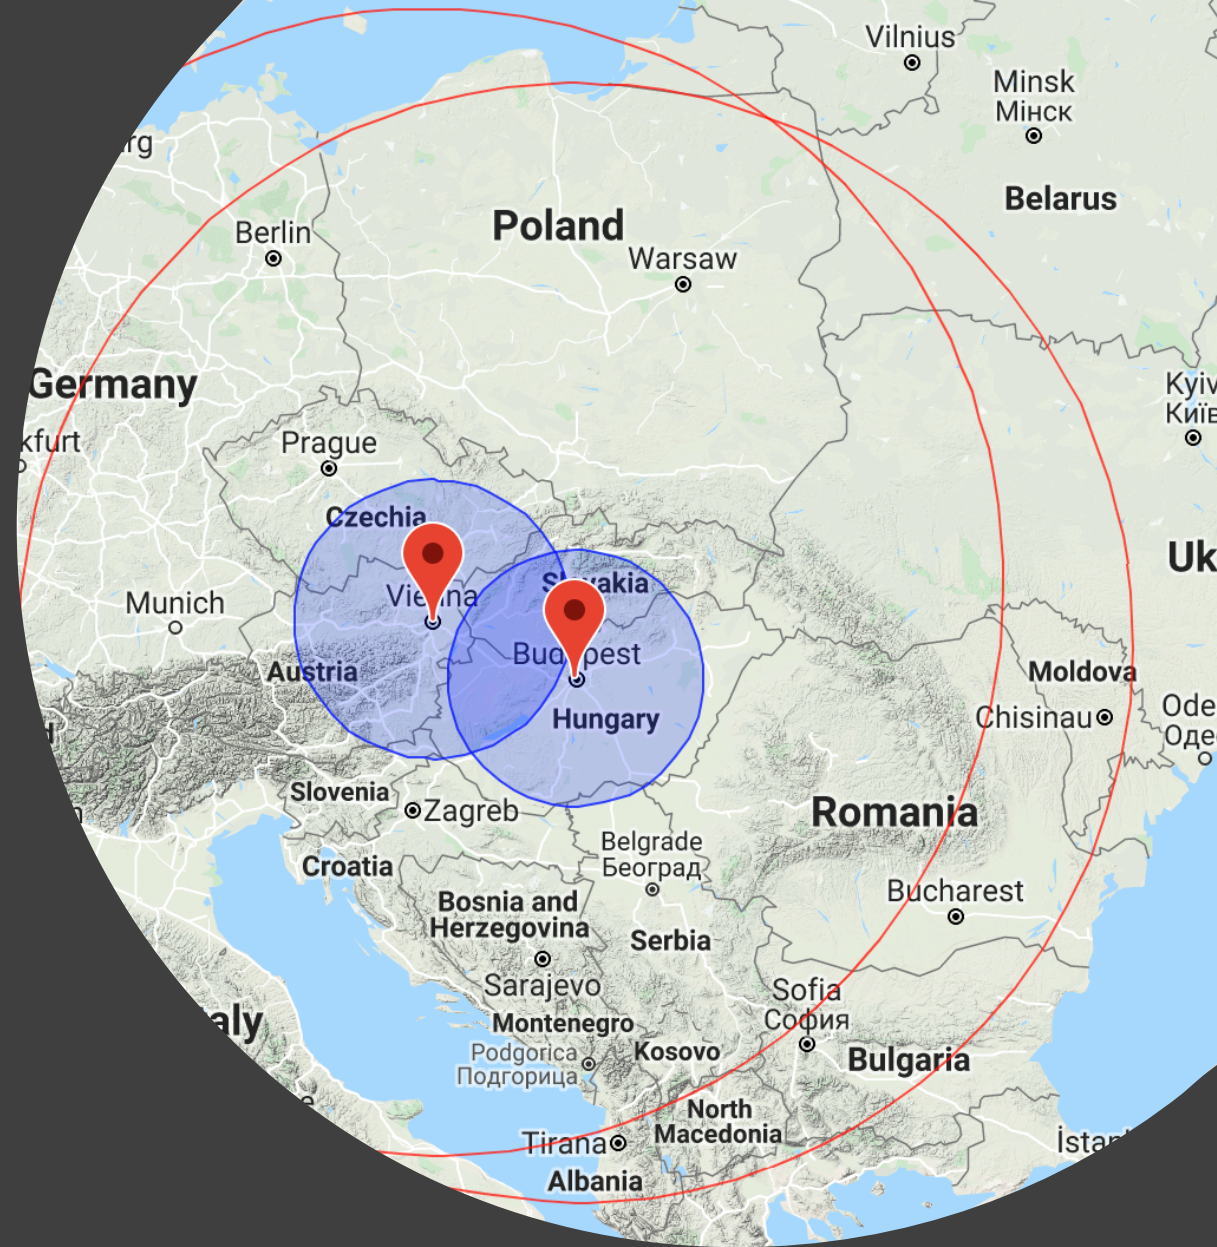 Vilnius
Minsk
Мінск
Belarus
Poland
Warsaw
Berlin
Germany
Kyiv
Prague
Czechia
Vienna
Slovakia
Munich
Budapest
Austria
Hungary
Moldova
Chisinau
Slovenia
Zagreb
Romania
Croatia
Belgrade
Београд
Bucharest
Bosnia and
Herzegovina
Serbia
Sarajevo
Sofia
София
Montenegro
Kosovo
Podgorica
Подгорица
Bulgaria
North
Macedonia
Tirana
Albania